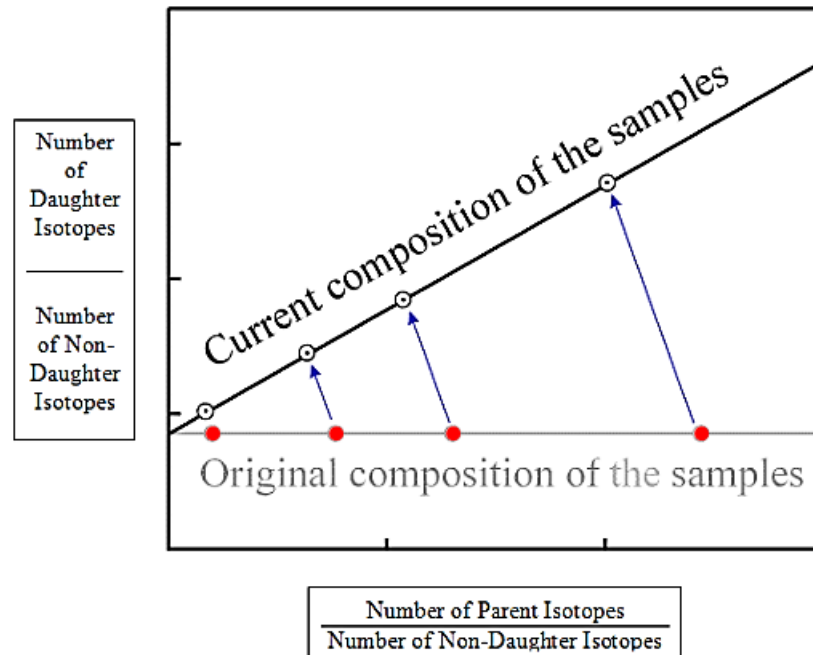 Number
of
Daughter
Isotopes
Number
of Non-
Daughter
Isotopes
Current composition of the samples
Original composition of the samples
Number of Parent Isotopes
Number of Non-Daughter Isotopes